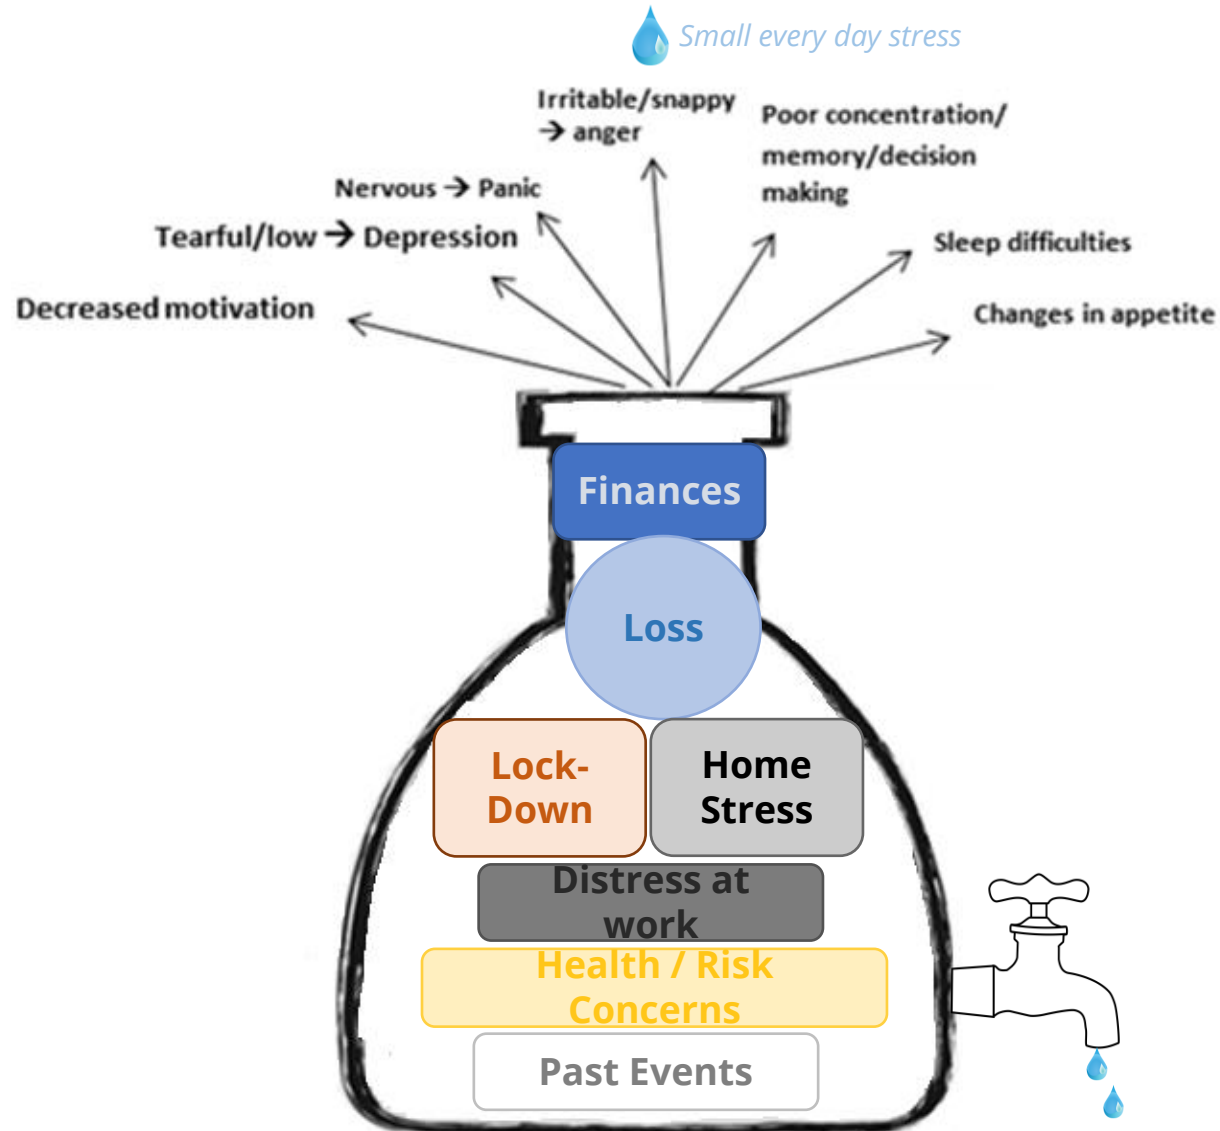 Small every day stress
Irritable/snappy
→ anger
Poor concentration/
memory/decision
making
Nervous → Panic
Tearful/low → Depression
Sleep difficulties
Decreased motivation
Changes in appetite
Finances
Loss
Lock-
Down
Home
Stress
Distress at
work
Health / Risk
Concerns
Past Events